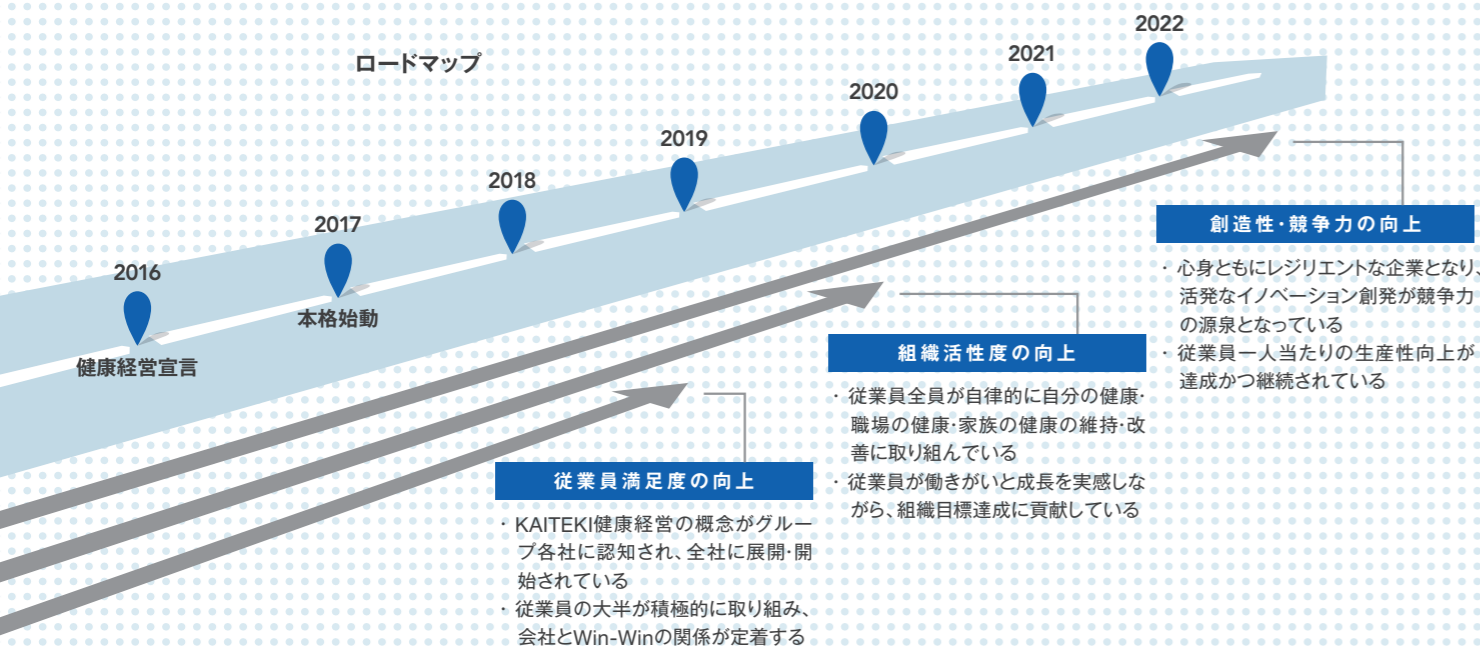 ロードマップ
2016
健康経営宣言
2017
本格始動
2018
2019
2020
2021
2022
従業員満足度の向上
・KAITEKI健康経営の概念がグルー
プ各社に認知され、全社に展開・開
始されている
・従業員の大半が積極的に取り組み、
会社とWin-Winの関係が定着する
組織活性度の向上
・従業員全員が自律的に自分の健康・
職場の健康・家族の健康の維持・改
善に取り組んでいる
・従業員が働きがいと成長を実感しな
がら、組織目標達成に貢献している
創造性・競争力の向上
・心身ともにレジリエントな企業となり、
活発なイノベーション創発が競争力
の源泉となっている
・従業員一人当たりの生産性向上が
達成かつ継続されている